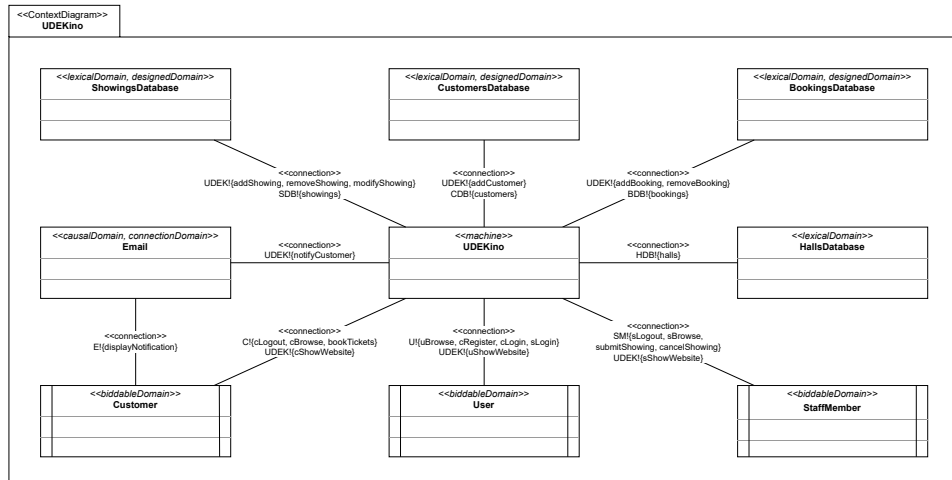 <<ContextDiagram>>
UDEKino
<<lexicalDomain, designedDomain>>
ShowingsDatabase
<<lexicalDomain, designedDomain>>
CustomersDatabase
<<lexicalDomain, designedDomain>>
BookingsDatabase
<<connection>>
UDEK!{addShowing, removeShowing, modifyShowing}
SDB!{showings}
<<connection>>
UDEK!{addCustomer}
CDB!{customers}
<<connection>>
UDEK!{addBooking, removeBooking}
BDB!{bookings}
<<causalDomain, connectionDomain>>
Email
<<connection>>
UDEK!{notifyCustomer}
<<machine>>
UDEKino
<<connection>>
HDB!{halls}
<<lexicalDomain>>
HallsDatabase
<<connection>>
E!{displayNotification}
<<connection>>
C!{cLogout, cBrowse, bookTickets}
UDEK!{cShowWebsite}
<<connection>>
U!{uBrowse, cRegister, cLogin, sLogin}
UDEK!{uShowWebsite}
<<connection>>
SM!{sLogout, sBrowse,
submitShowing, cancelShowing}
UDEK!{sShowWebsite}
<<biddableDomain>>
Customer
<<biddableDomain>>
User
<<biddableDomain>>
StaffMember